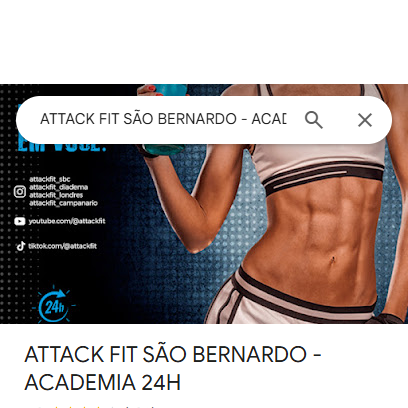 ATTACK FIT SÃO BERNARDO - ACAD
EM VOCÊ.
attackfit_sbc
attackfit_diadema
attackfit_londres
attackfit_campanario
youtube.com/@attackfit
tiktok.com/@attackfit
24h
ATTACK FIT SÃO BERNARDO -
ACADEMIA 24H